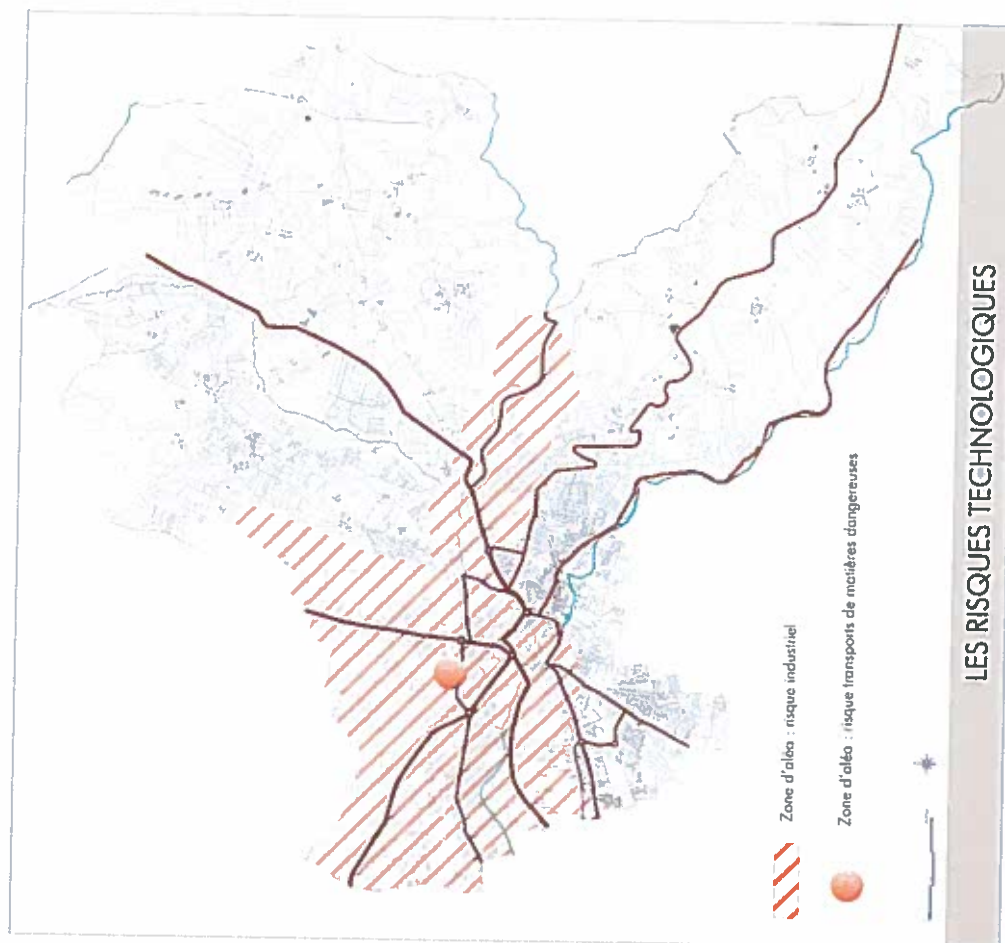 Zone d'aléa : risque industriel
Zone d'aléa : risque transports de matières dangereuses
LES RISQUES TECHNOLOGIQUES